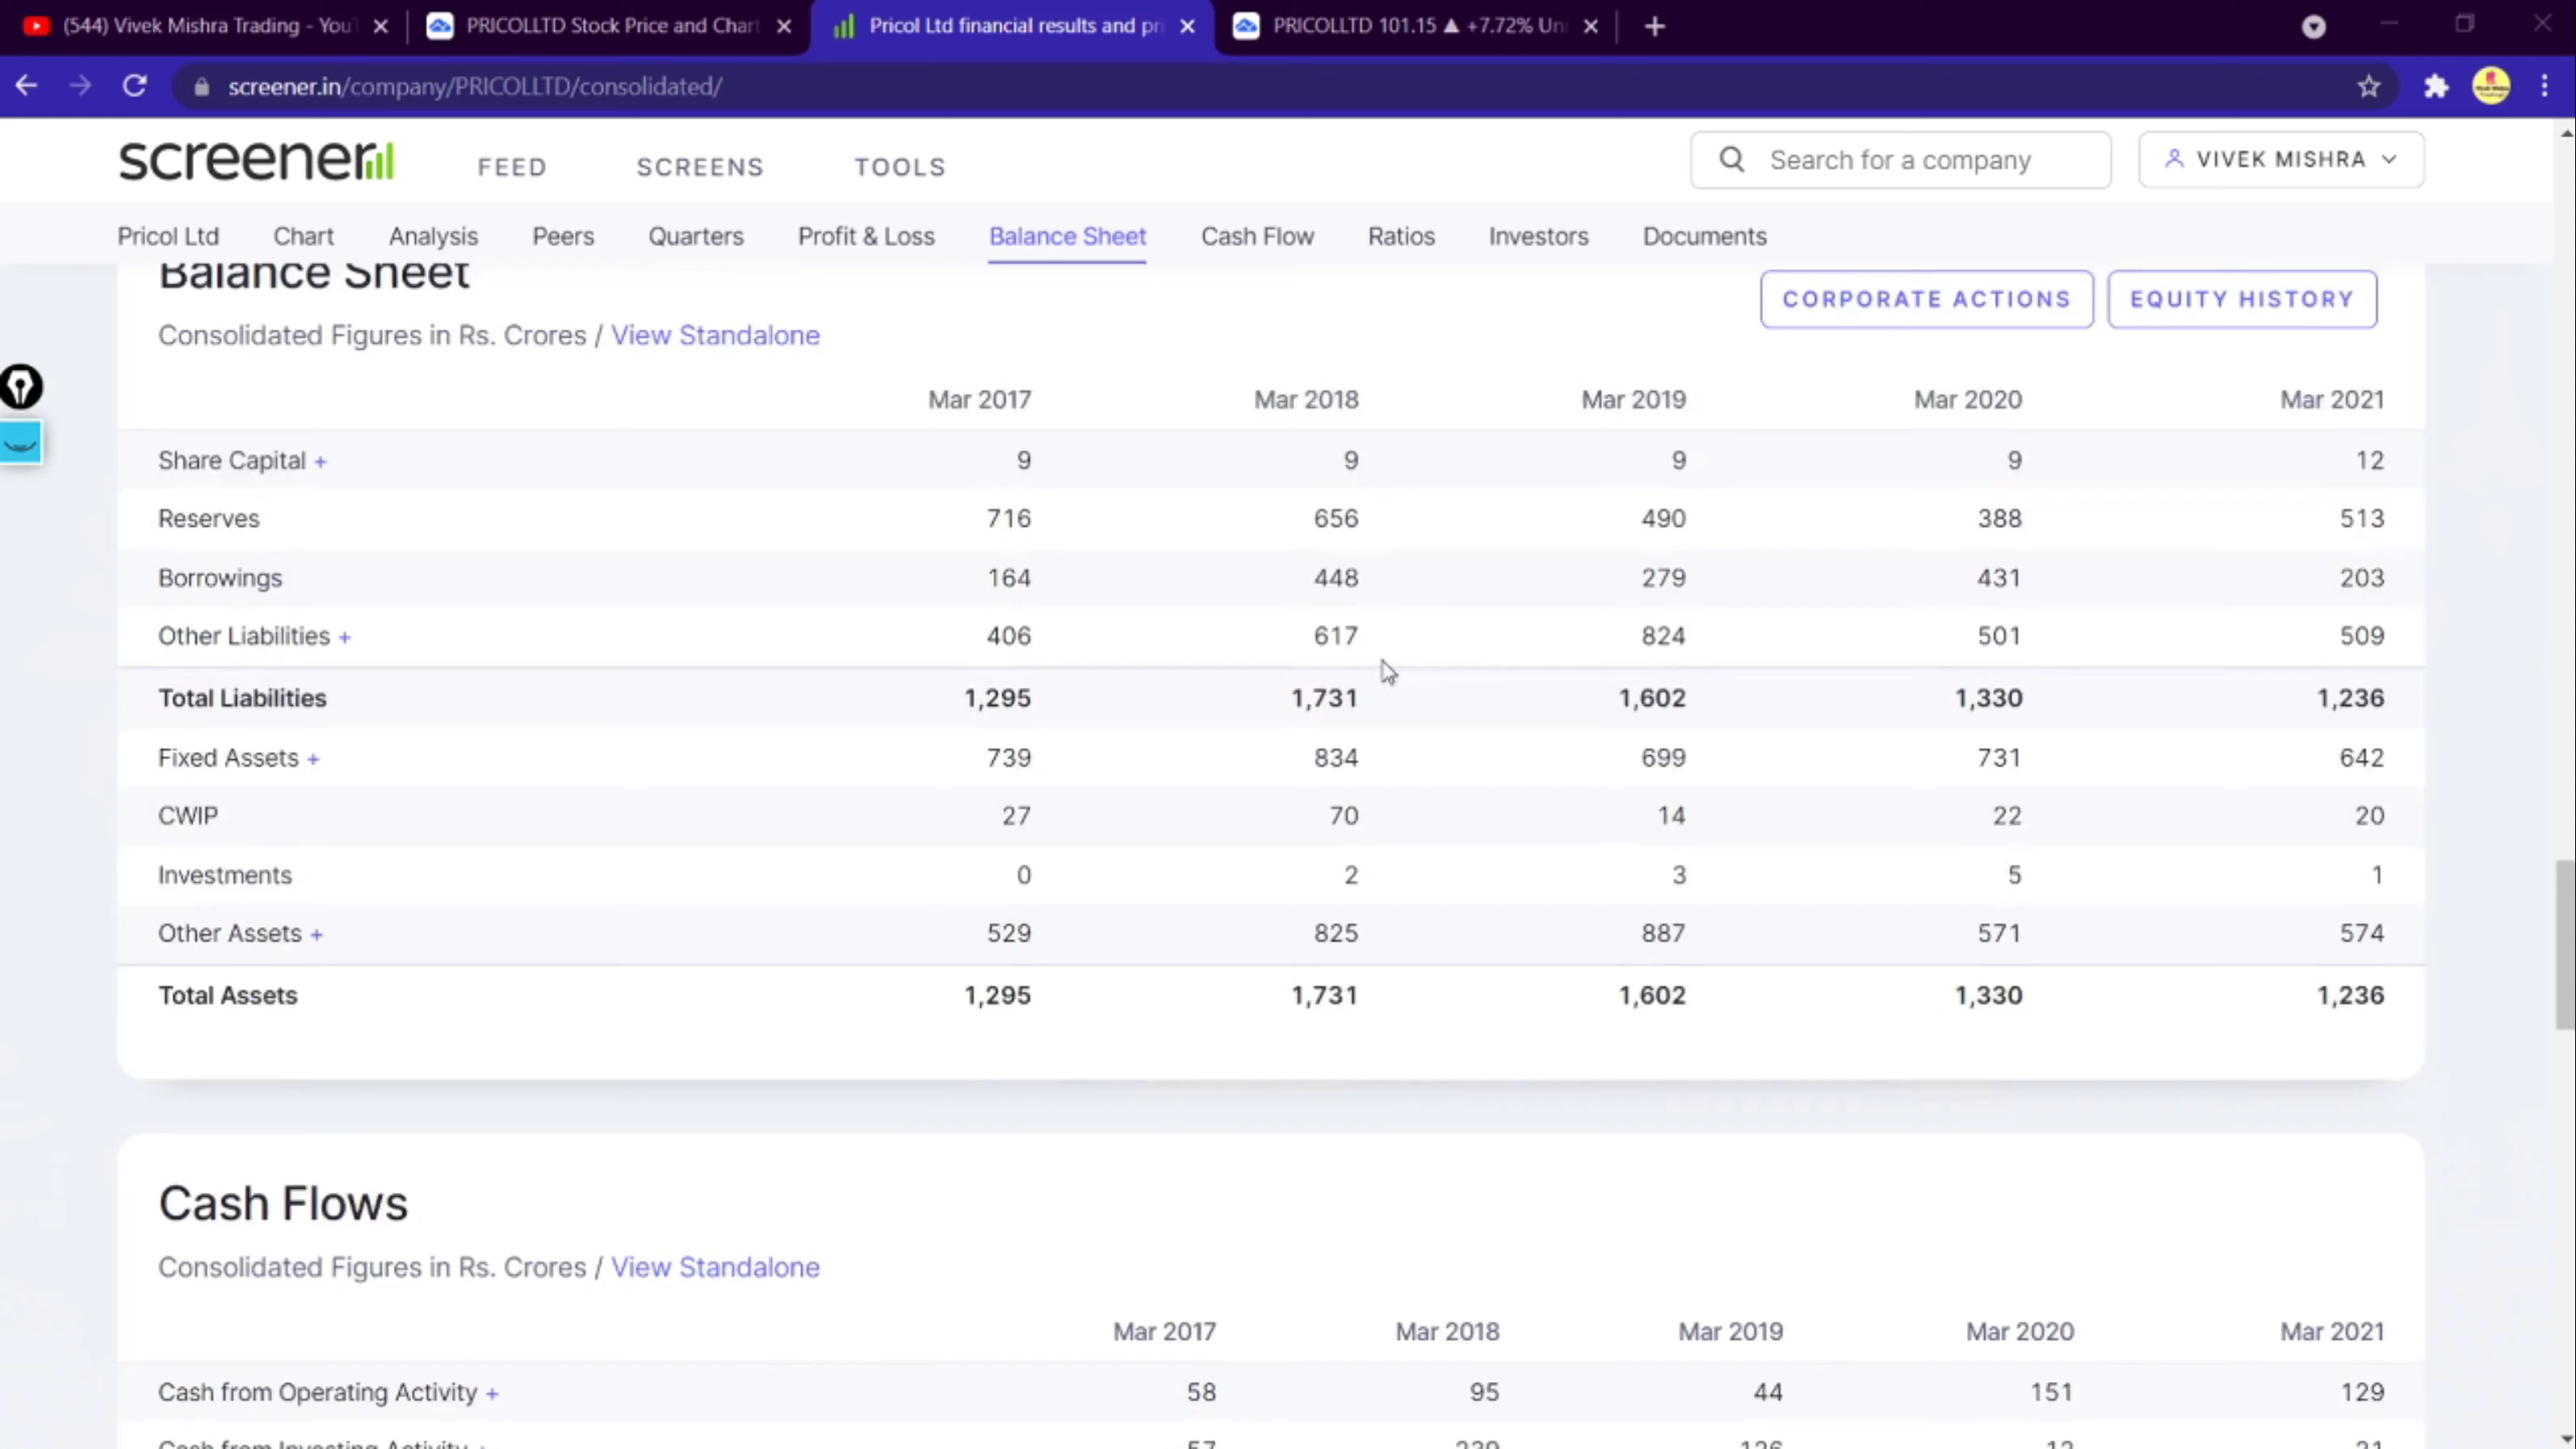 (544) Vivek Mishra Trading - You
PRICOLLTD Stock Price and Chart
Pricol Ltd financial results and pri
PRICOLLTD 101.15 ▲ +7.72% Un
screener.in/company/PRICOLLTD/consolidated/
screener
FEED SCREENS TOOLS
Search for a company
VIVEK MISHRA
Pricol Ltd Chart Analysis Peers Quarters Profit & Loss Balance Sheet Cash Flow Ratios Investors Documents
Balance Sheet
CORPORATE ACTIONS EQUITY HISTORY
Consolidated Figures in Rs. Crores / View Standalone
Mar 2017 Mar 2018 Mar 2019 Mar 2020 Mar 2021
Share Capital + 9 9 9 9 12
Reserves 716 656 490 388 513
Borrowings 164 448 279 431 203
Other Liabilities + 406 617 824 501 509
Total Liabilities 1,295 1,731 1,602 1,330 1,236
Fixed Assets + 739 834 699 731 642
CWIP 27 70 14 22 20
Investments 0 2 3 5 1
Other Assets + 529 825 887 571 574
Total Assets 1,295 1,731 1,602 1,330 1,236
Cash Flows
Consolidated Figures in Rs. Crores / View Standalone
Mar 2017 Mar 2018 Mar 2019 Mar 2020 Mar 2021
Cash from Operating Activity + 58 95 44 151 129
Cash from Investing Activity